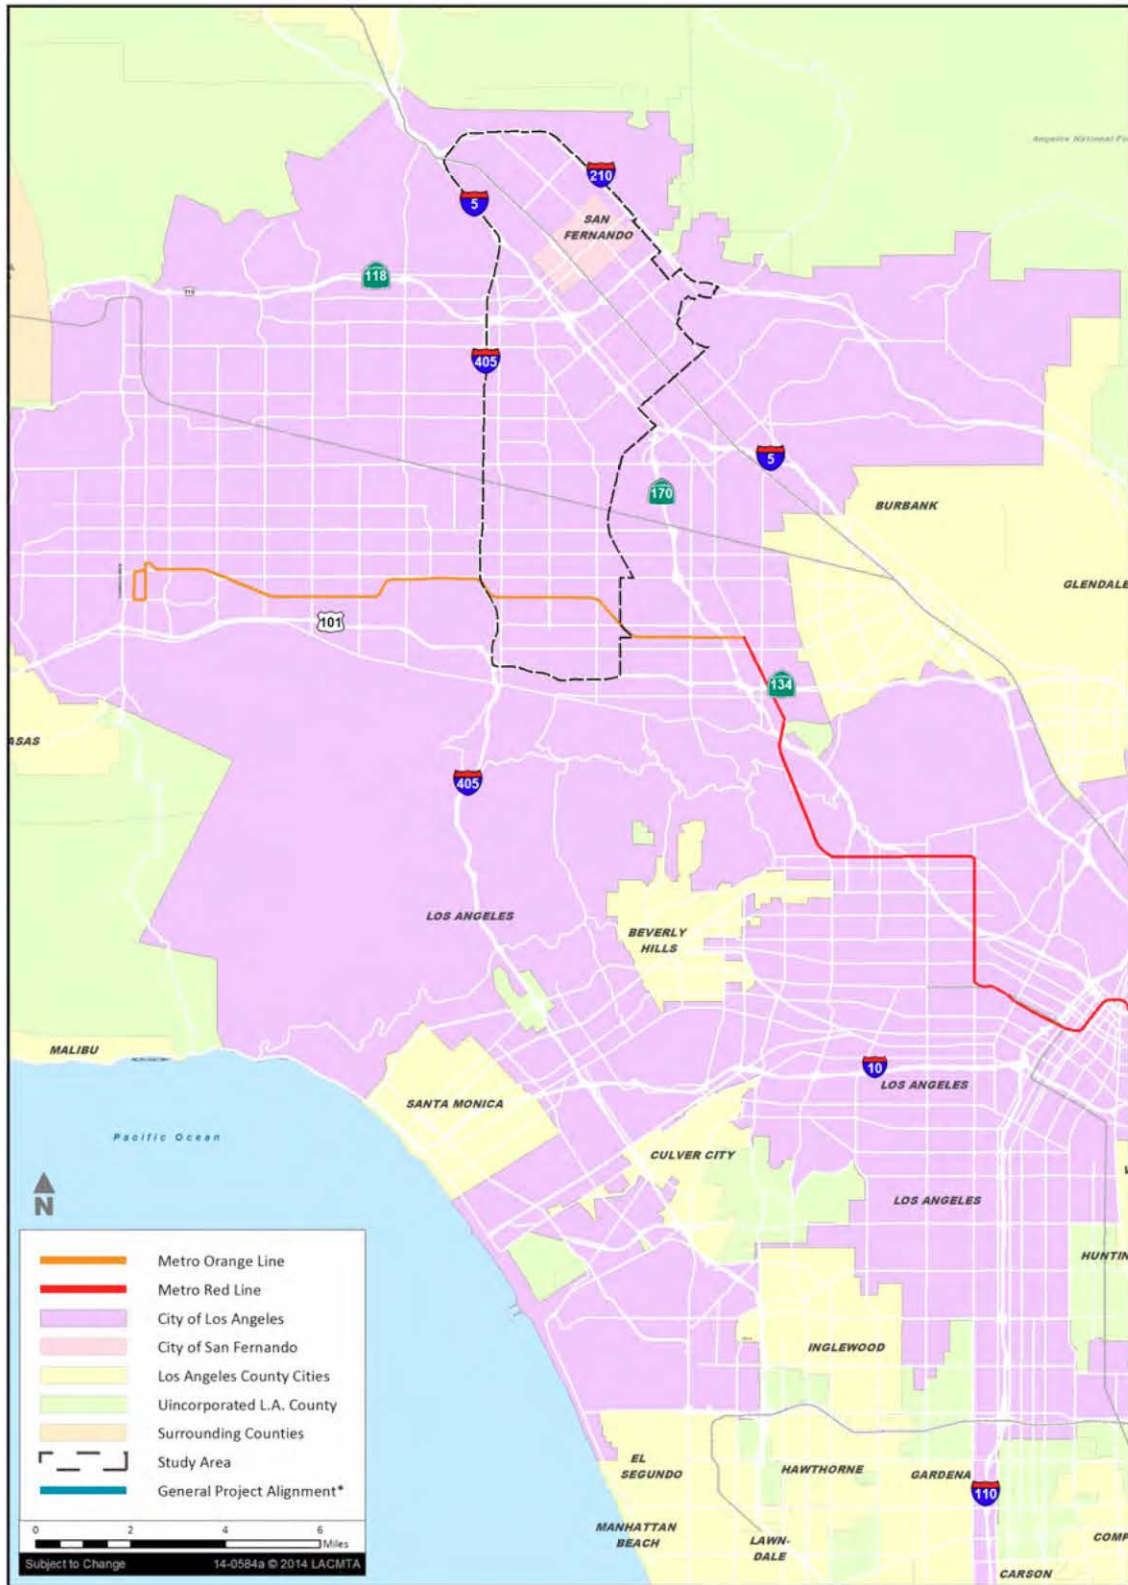 Angeles National Fo
210
5
SAN
FERNANDO
118
405
5
170
BURBANK
GLENDALE
101
134
ASAS
405
LOS ANGELES
BEVERLY
HILLS
MALIBU
10
LOS ANGELES
SANTA MONICA
Pacific Ocean
CULVER CITY
N
LOS ANGELES
HUNTIN
Metro Orange Line
Metro Red Line
City of Los Angeles
City of San Fernando
Los Angeles County Cities
Uincorporated L.A. County
Surrounding Counties
Study Area
General Project Alignment*
0 2 4 6
Miles
Subject to Change 14-0584a © 2014 LACMTA
INGLEWOOD
EL
SEGUNDO
HAWTHORNE
GARDENA
110
MANHATTAN
BEACH
LAWN-
DALE
COMP
CARSON